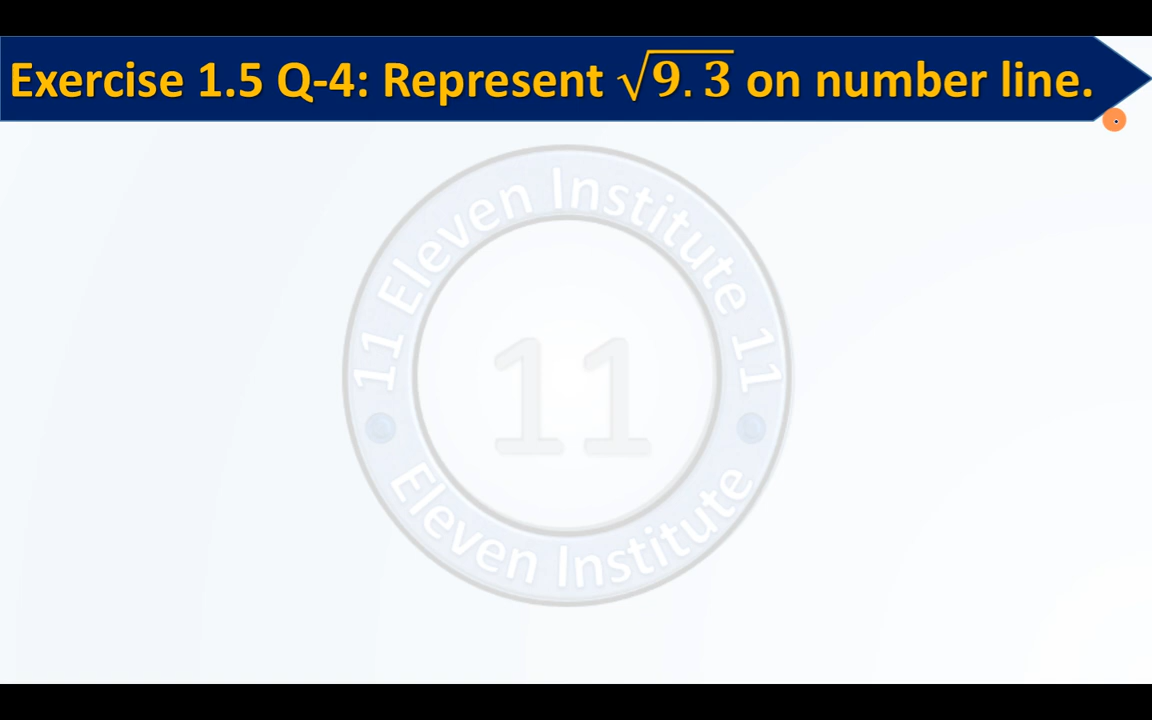 Exercise 1.5 Q-4: Represent √9.3 on number line.
11 Eleven Institute 11
11
Eleven Institute